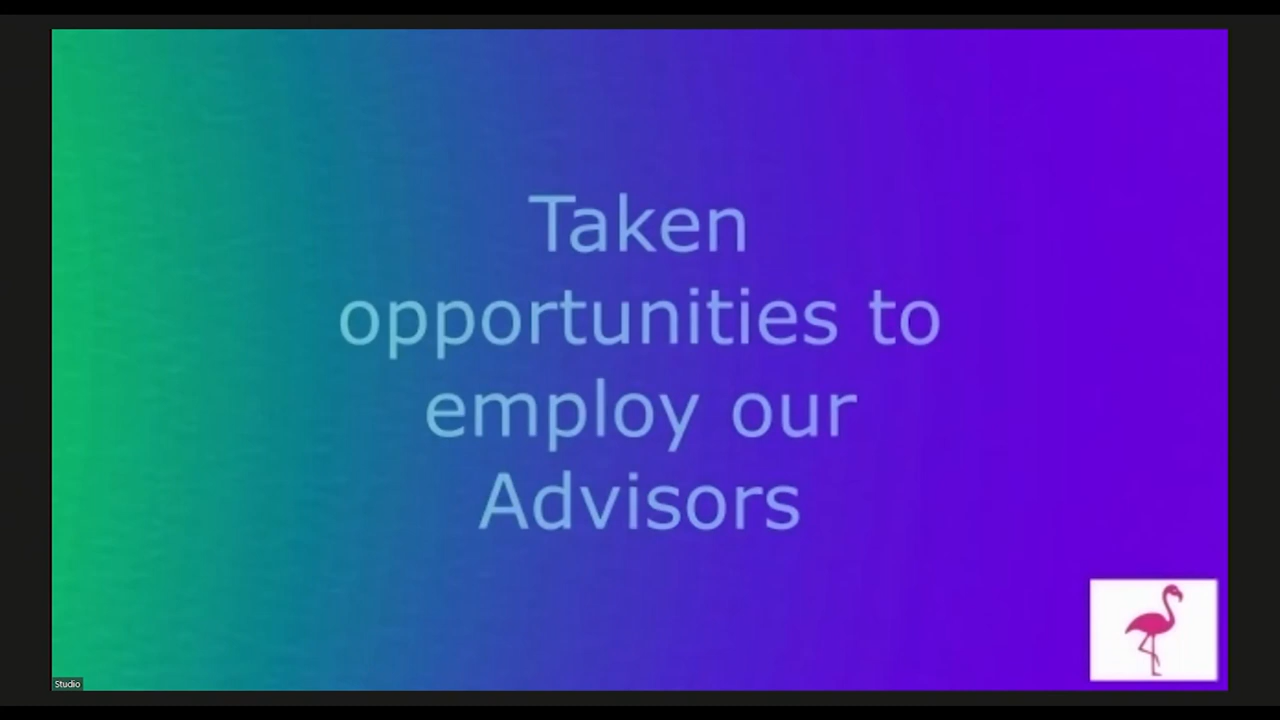 Taken
opportunities to
employ our
Advisors
Studio